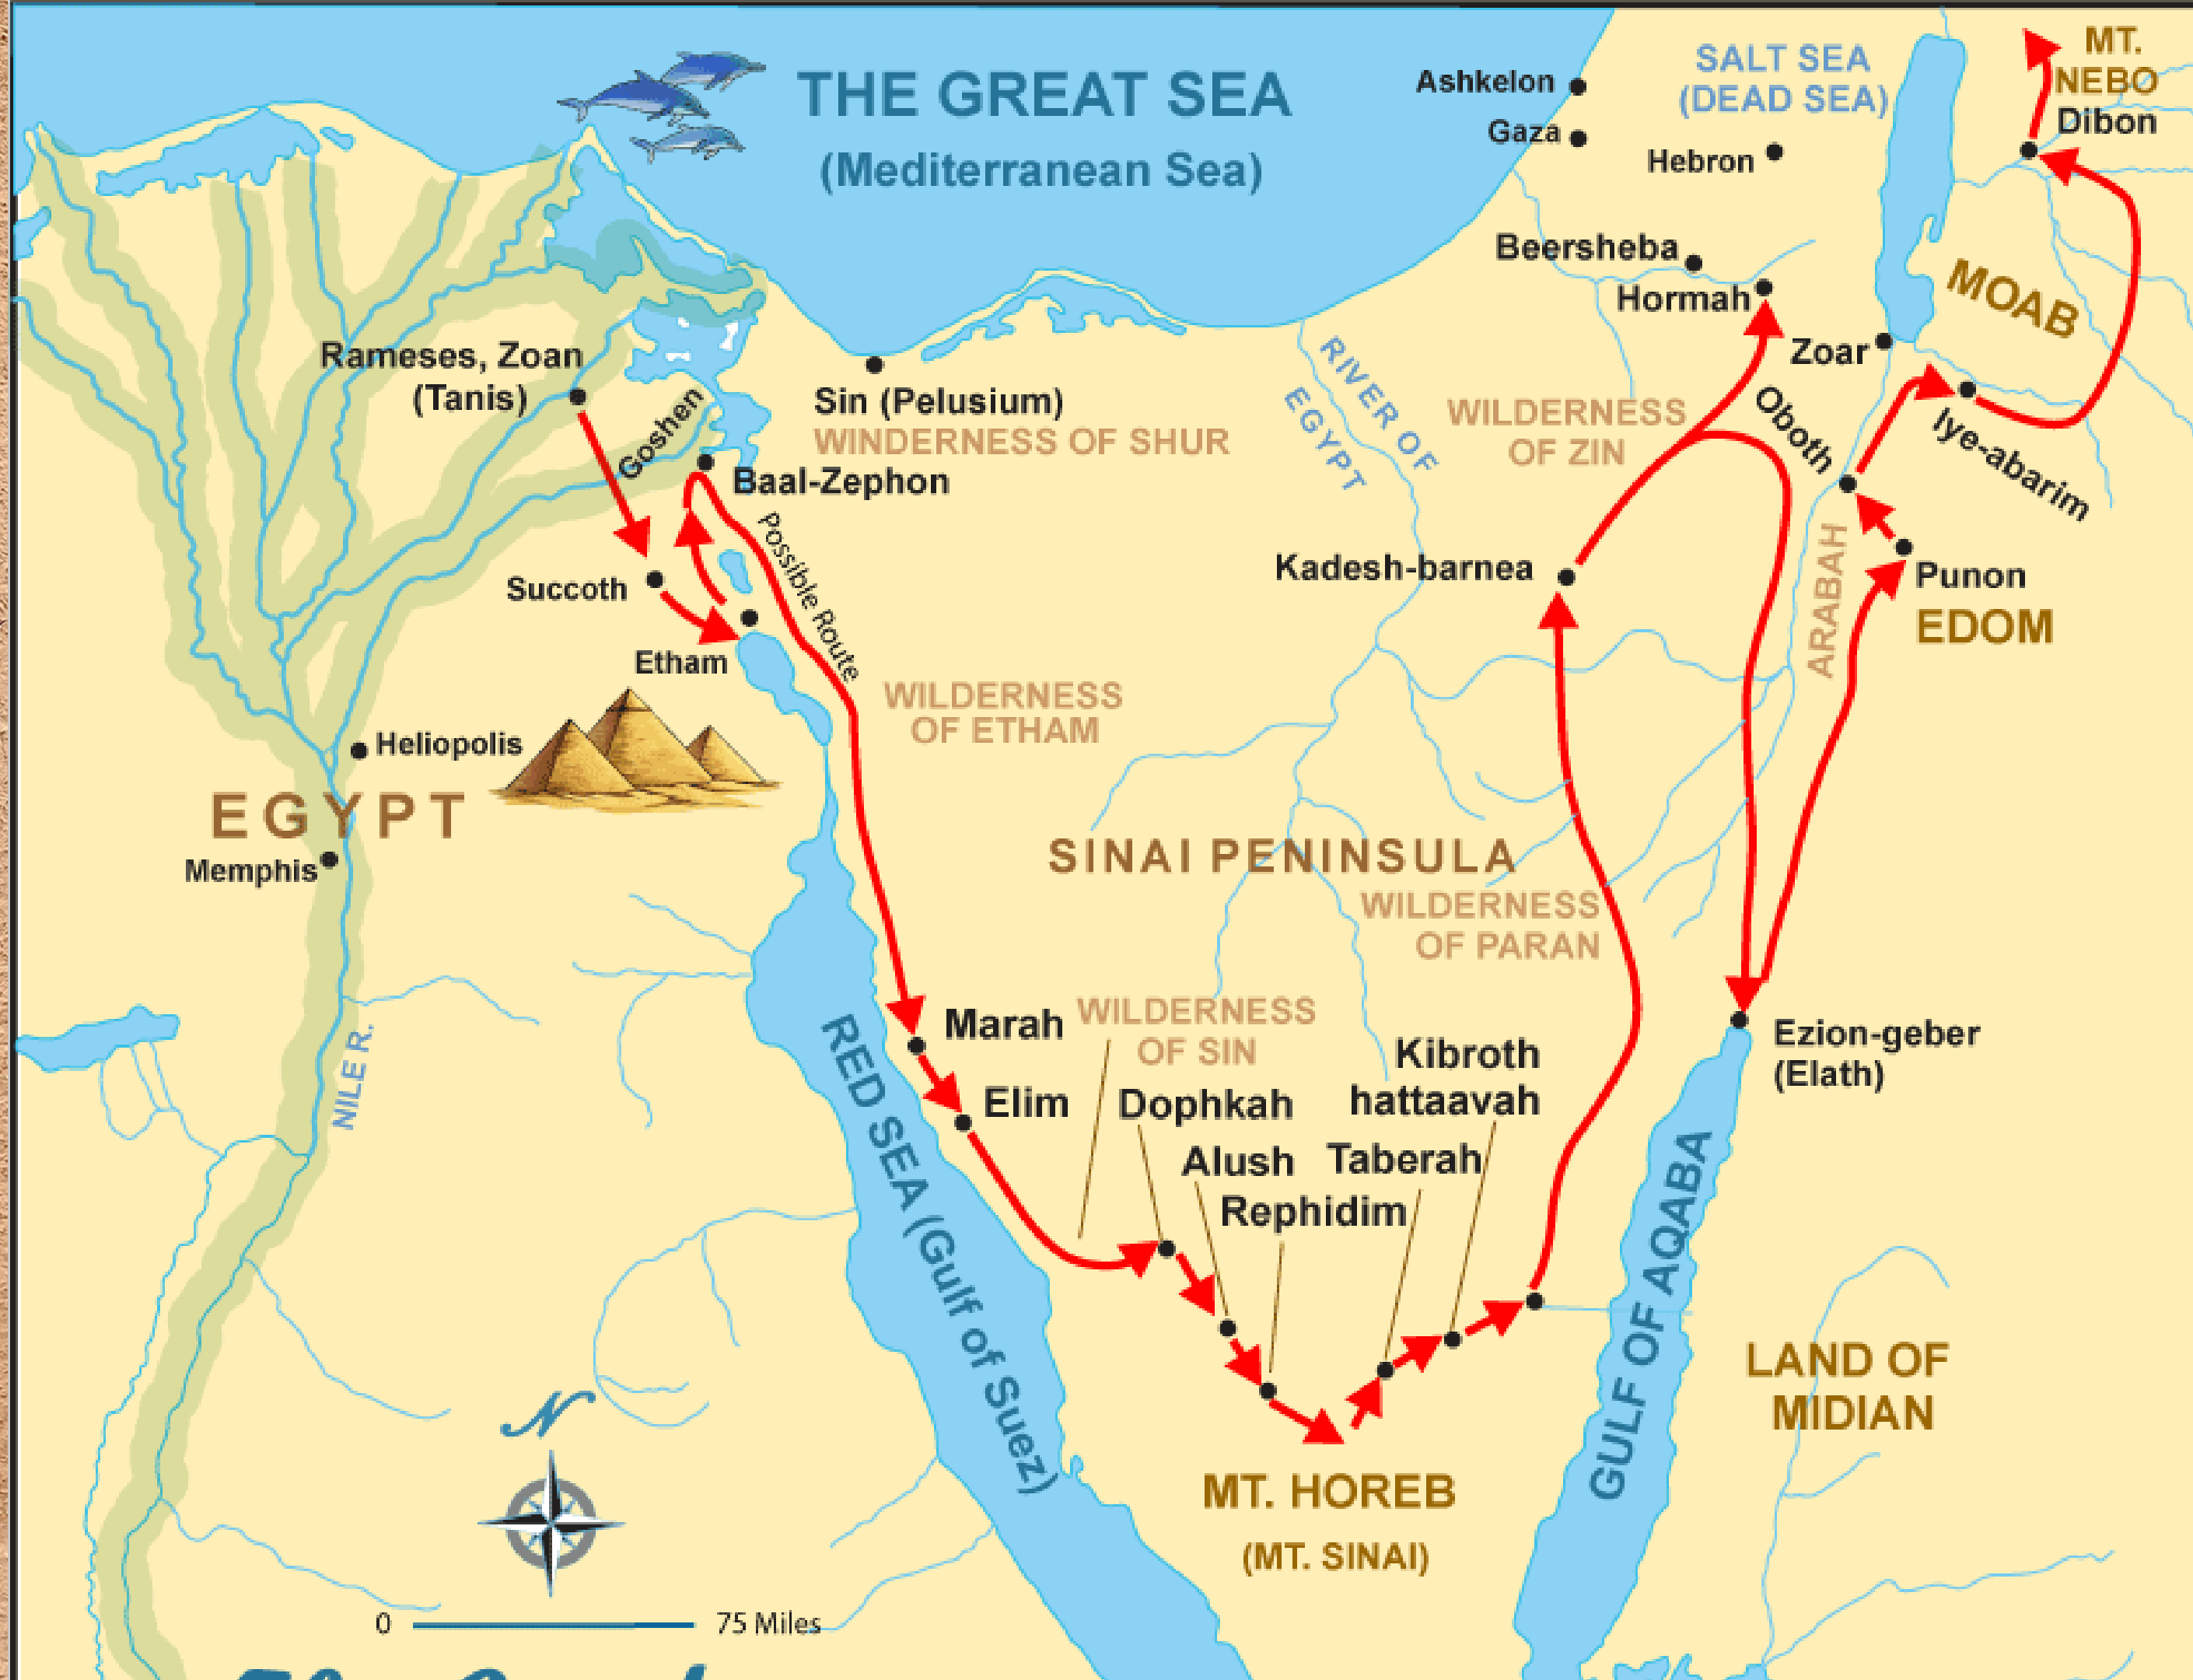 THE GREAT SEA
(Mediterranean Sea)
Ashkelon
Gaza
SALT SEA
(DEAD SEA)
Hebron
MT.
NEBO
Dibon
Beersheba
Hormah
MOAB
Zoar
Rameses, Zoan
(Tanis)
Goshen
Sin (Pelusium)
WINDERNESS OF SHUR
Baal-Zephon
RIVER OF
EGYPT
WILDERNESS
OF ZIN
Oboth
Iye-abarim
Possible Route
Kadesh-barnea
ARABAH
Punon
EDOM
Succoth
Etham
WILDERNESS
OF ETHAM
Heliopolis
EGYPT
Memphis
SINAI PENINSULA
WILDERNESS
OF PARAN
NILE R.
RED SEA (Gulf of Suez)
Marah
WILDERNESS
OF SIN
Elim
Dophkah
Kibroth
hattaavah
Alush
Taberah
Rephidim
Ezion-geber
(Elath)
GULF OF AQABA
LAND OF
MIDIAN
MT. HOREB
(MT. SINAI)
N
0
75 Miles